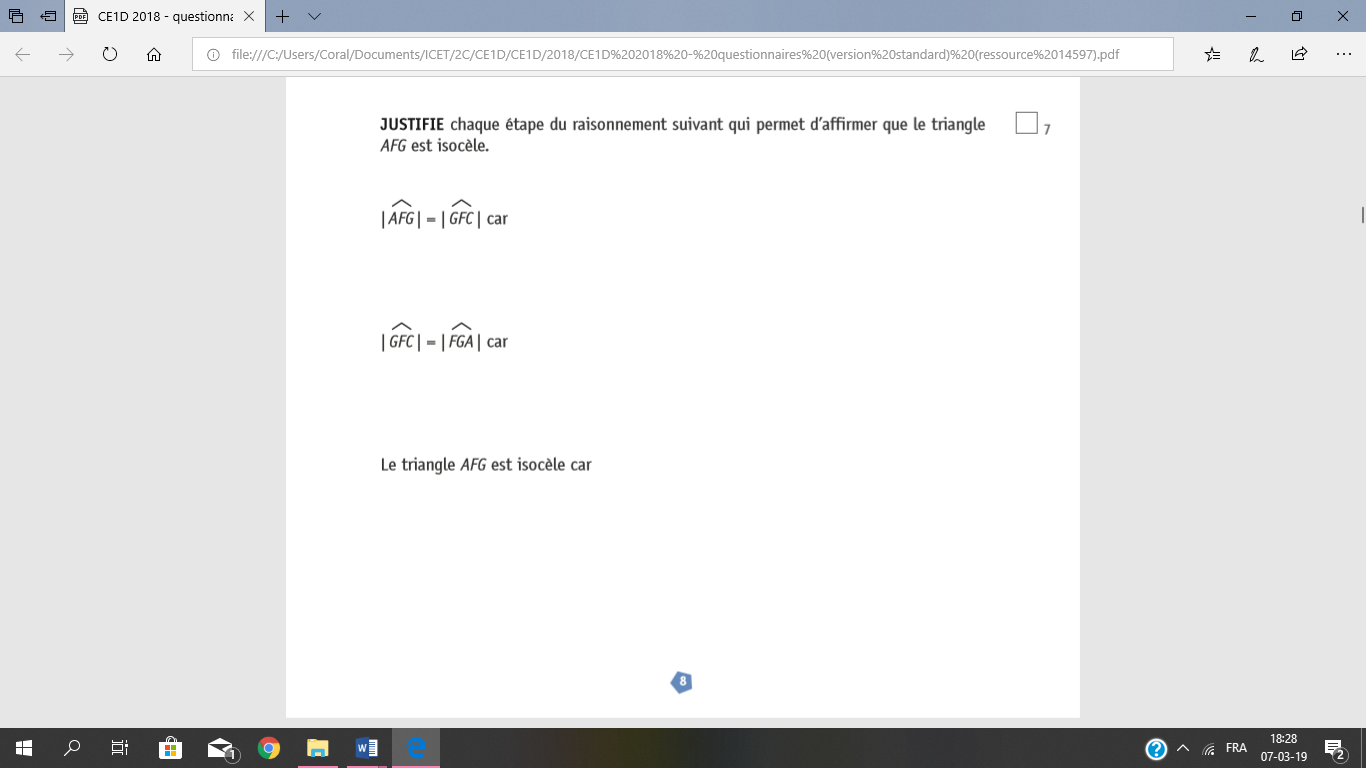 CE1D 2018 - questionna
file:///C:/Users/Coral/Documents/ICET/2C/CE1D/CE1D/2018/CE1D%202018%20-%20questionnaires%20(version%20standard)%20(ressource%2014597).pdf
JUSTIFIE chaque étape du raisonnement suivant qui permet d'affirmer que le triangle
AFG est isocèle.
7
|AFG| = |GFC| car
|GFC| = |FGA| car
Le triangle AFG est isocèle car
8
1
W
FRA
18:28
07-03-19
2